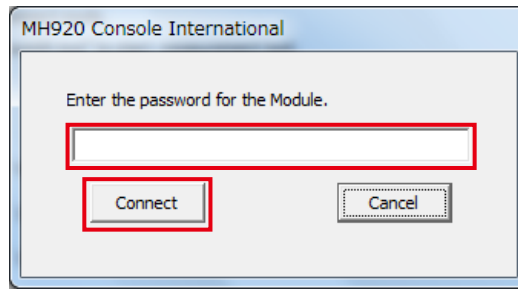 MH920 Console International
Enter the password for the Module.
Connect
Cancel